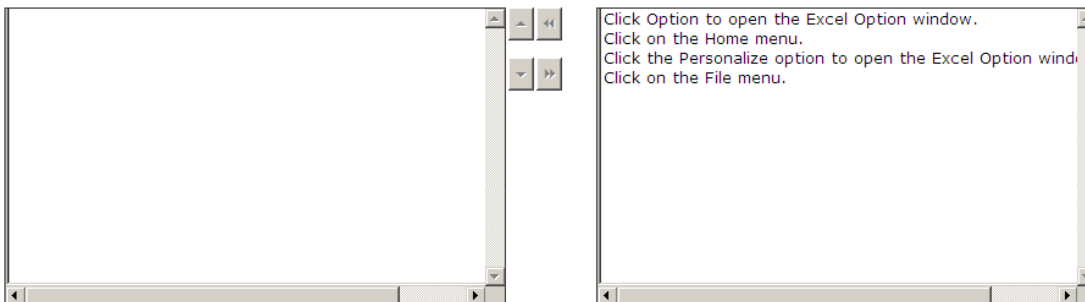 Click Option to open the Excel Option window.
Click on the Home menu.
Click the Personalize option to open the Excel Option
Click on the File menu.